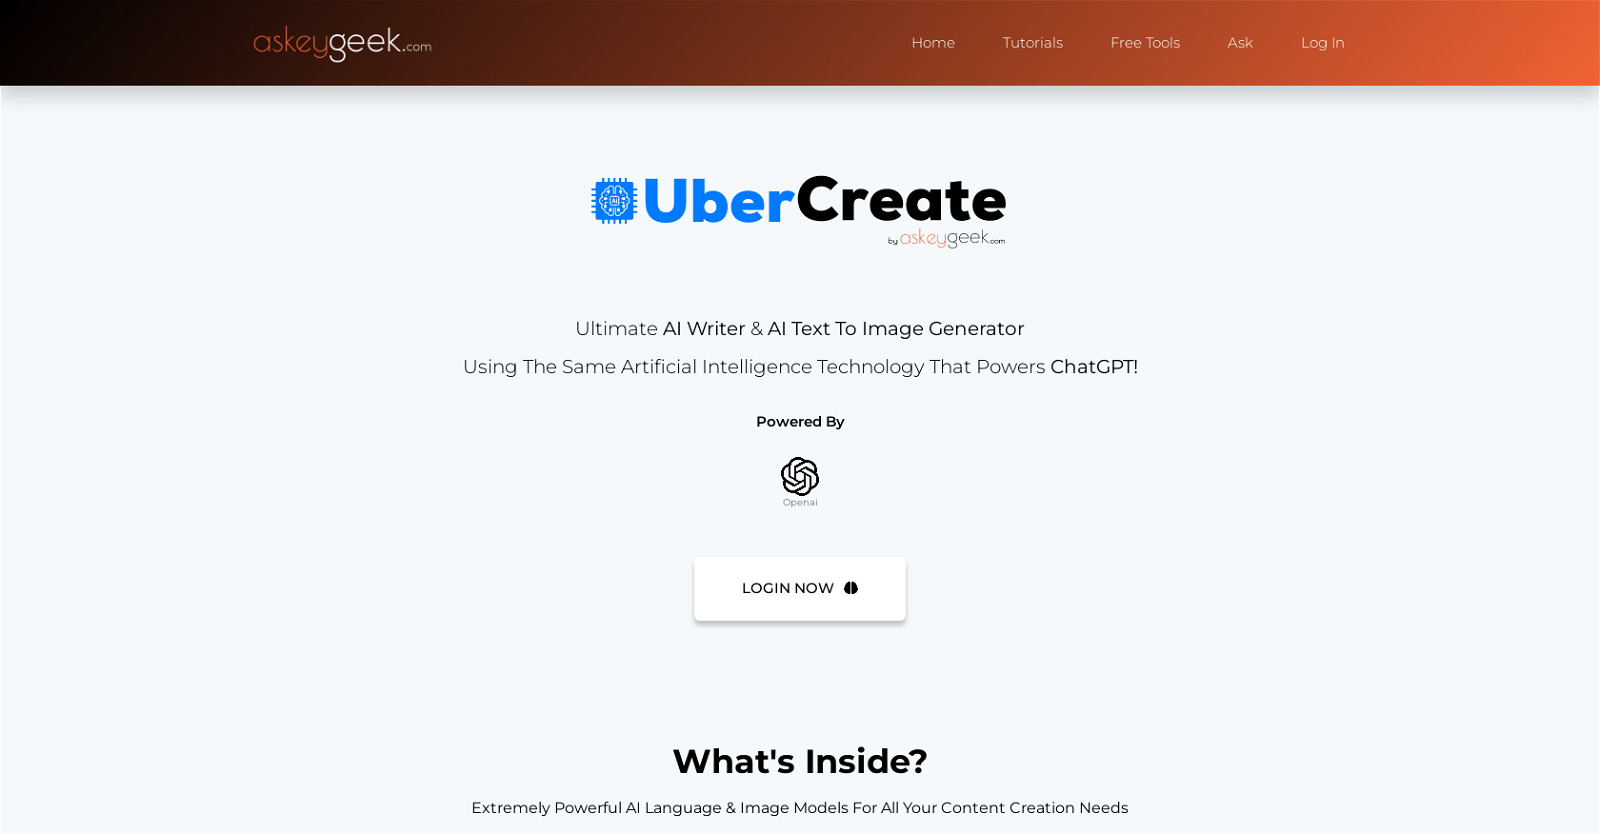 askeygeek.com
Home Tutorials Free Tools Ask Log In
AI UberCreate
by askeygeek.com
Ultimate AI Writer & AI Text To Image Generator
Using The Same Artificial Intelligence Technology That Powers ChatGPT!
Powered By
Openai
LOGIN NOW
What's Inside?
Extremely Powerful AI Language & Image Models For All Your Content Creation Needs